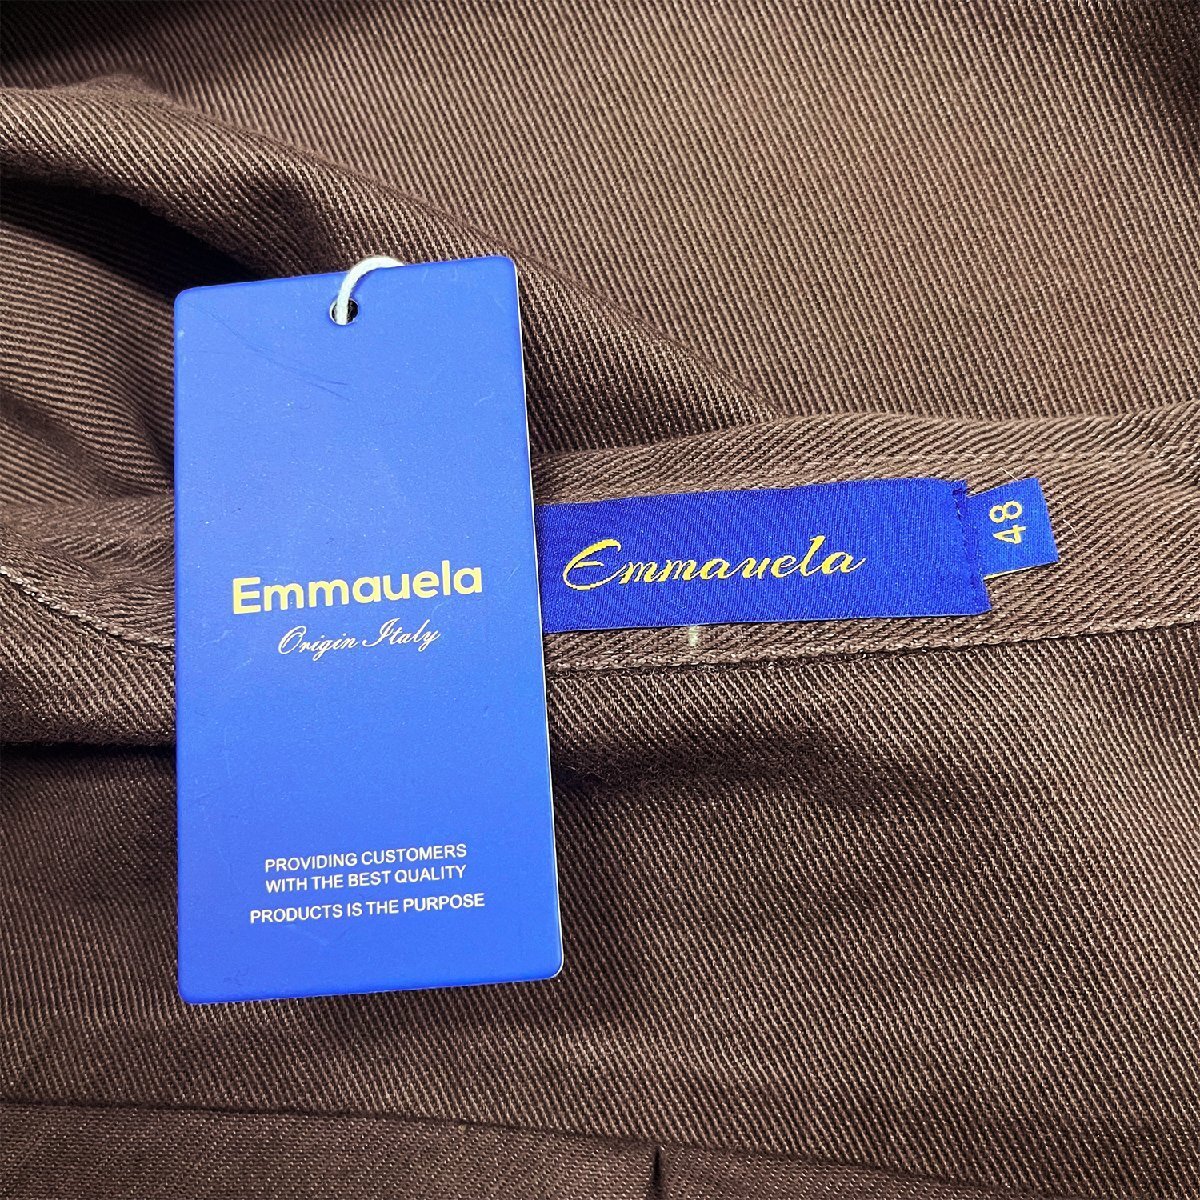 Emmauela
Origin Italy
PROVIDING CUSTOMERS
WITH THE BEST QUALITY
PRODUCTS IS THE PURPOSE
Emmauela
48